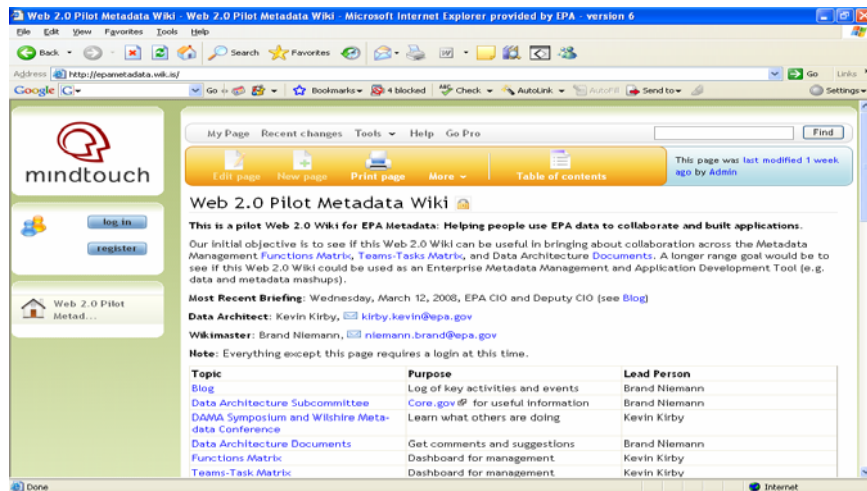 Web 2.0 Pilot Metadata Wiki - Web 2.0 Pilot Metadata Wiki - Microsoft Internet Explorer provided by EPA - version 6
File Edit View Favorites Tools Help
Back Search Favorites
Address http://epametadata.wik.is/ Go Links
Google G Go Bookmarks 4 blocked Check AutoLink AutoFill Send to Settings
My Page Recent changes Tools Help Go Pro Find
mindtouch
Edit page New page Print page More Table of contents
This page was last modified 1 week
ago by Admin
log in
register
Web 2.0 Pilot
Metad...
Web 2.0 Pilot Metadata Wiki
This is a pilot Web 2.0 Wiki for EPA Metadata: Helping people use EPA data to collaborate and built applications.
Our initial objective is to see if this Web 2.0 Wiki can be useful in bringing about collaboration across the Metadata
Management Functions Matrix, Teams-Tasks Matrix, and Data Architecture Documents. A longer range goal would be to
see if this Web 2.0 Wiki could be used as an Enterprise Metadata Management and Application Development Tool (e.g.
data and metadata mashups).
Most Recent Briefing: Wednesday, March 12, 2008, EPA CIO and Deputy CIO (see Blog)
Data Architect: Kevin Kirby, kirby.kevin@epa.gov
Wikimaster: Brand Niemann, niemann.brand@epa.gov
Note: Everything except this page requires a login at this time.
Topic Purpose Lead Person
Blog Log of key activities and events Brand Niemann
Data Architecture Subcommittee Core.gov for useful information Brand Niemann
DAMA Symposium and Wilshire Meta- Learn what others are doing Kevin Kirby
data Conference
Data Architecture Documents Get comments and suggestions Brand Niemann
Functions Matrix Dashboard for management Kevin Kirby
Teams-Task Matrix Dashboard for management Kevin Kirby
Done Internet